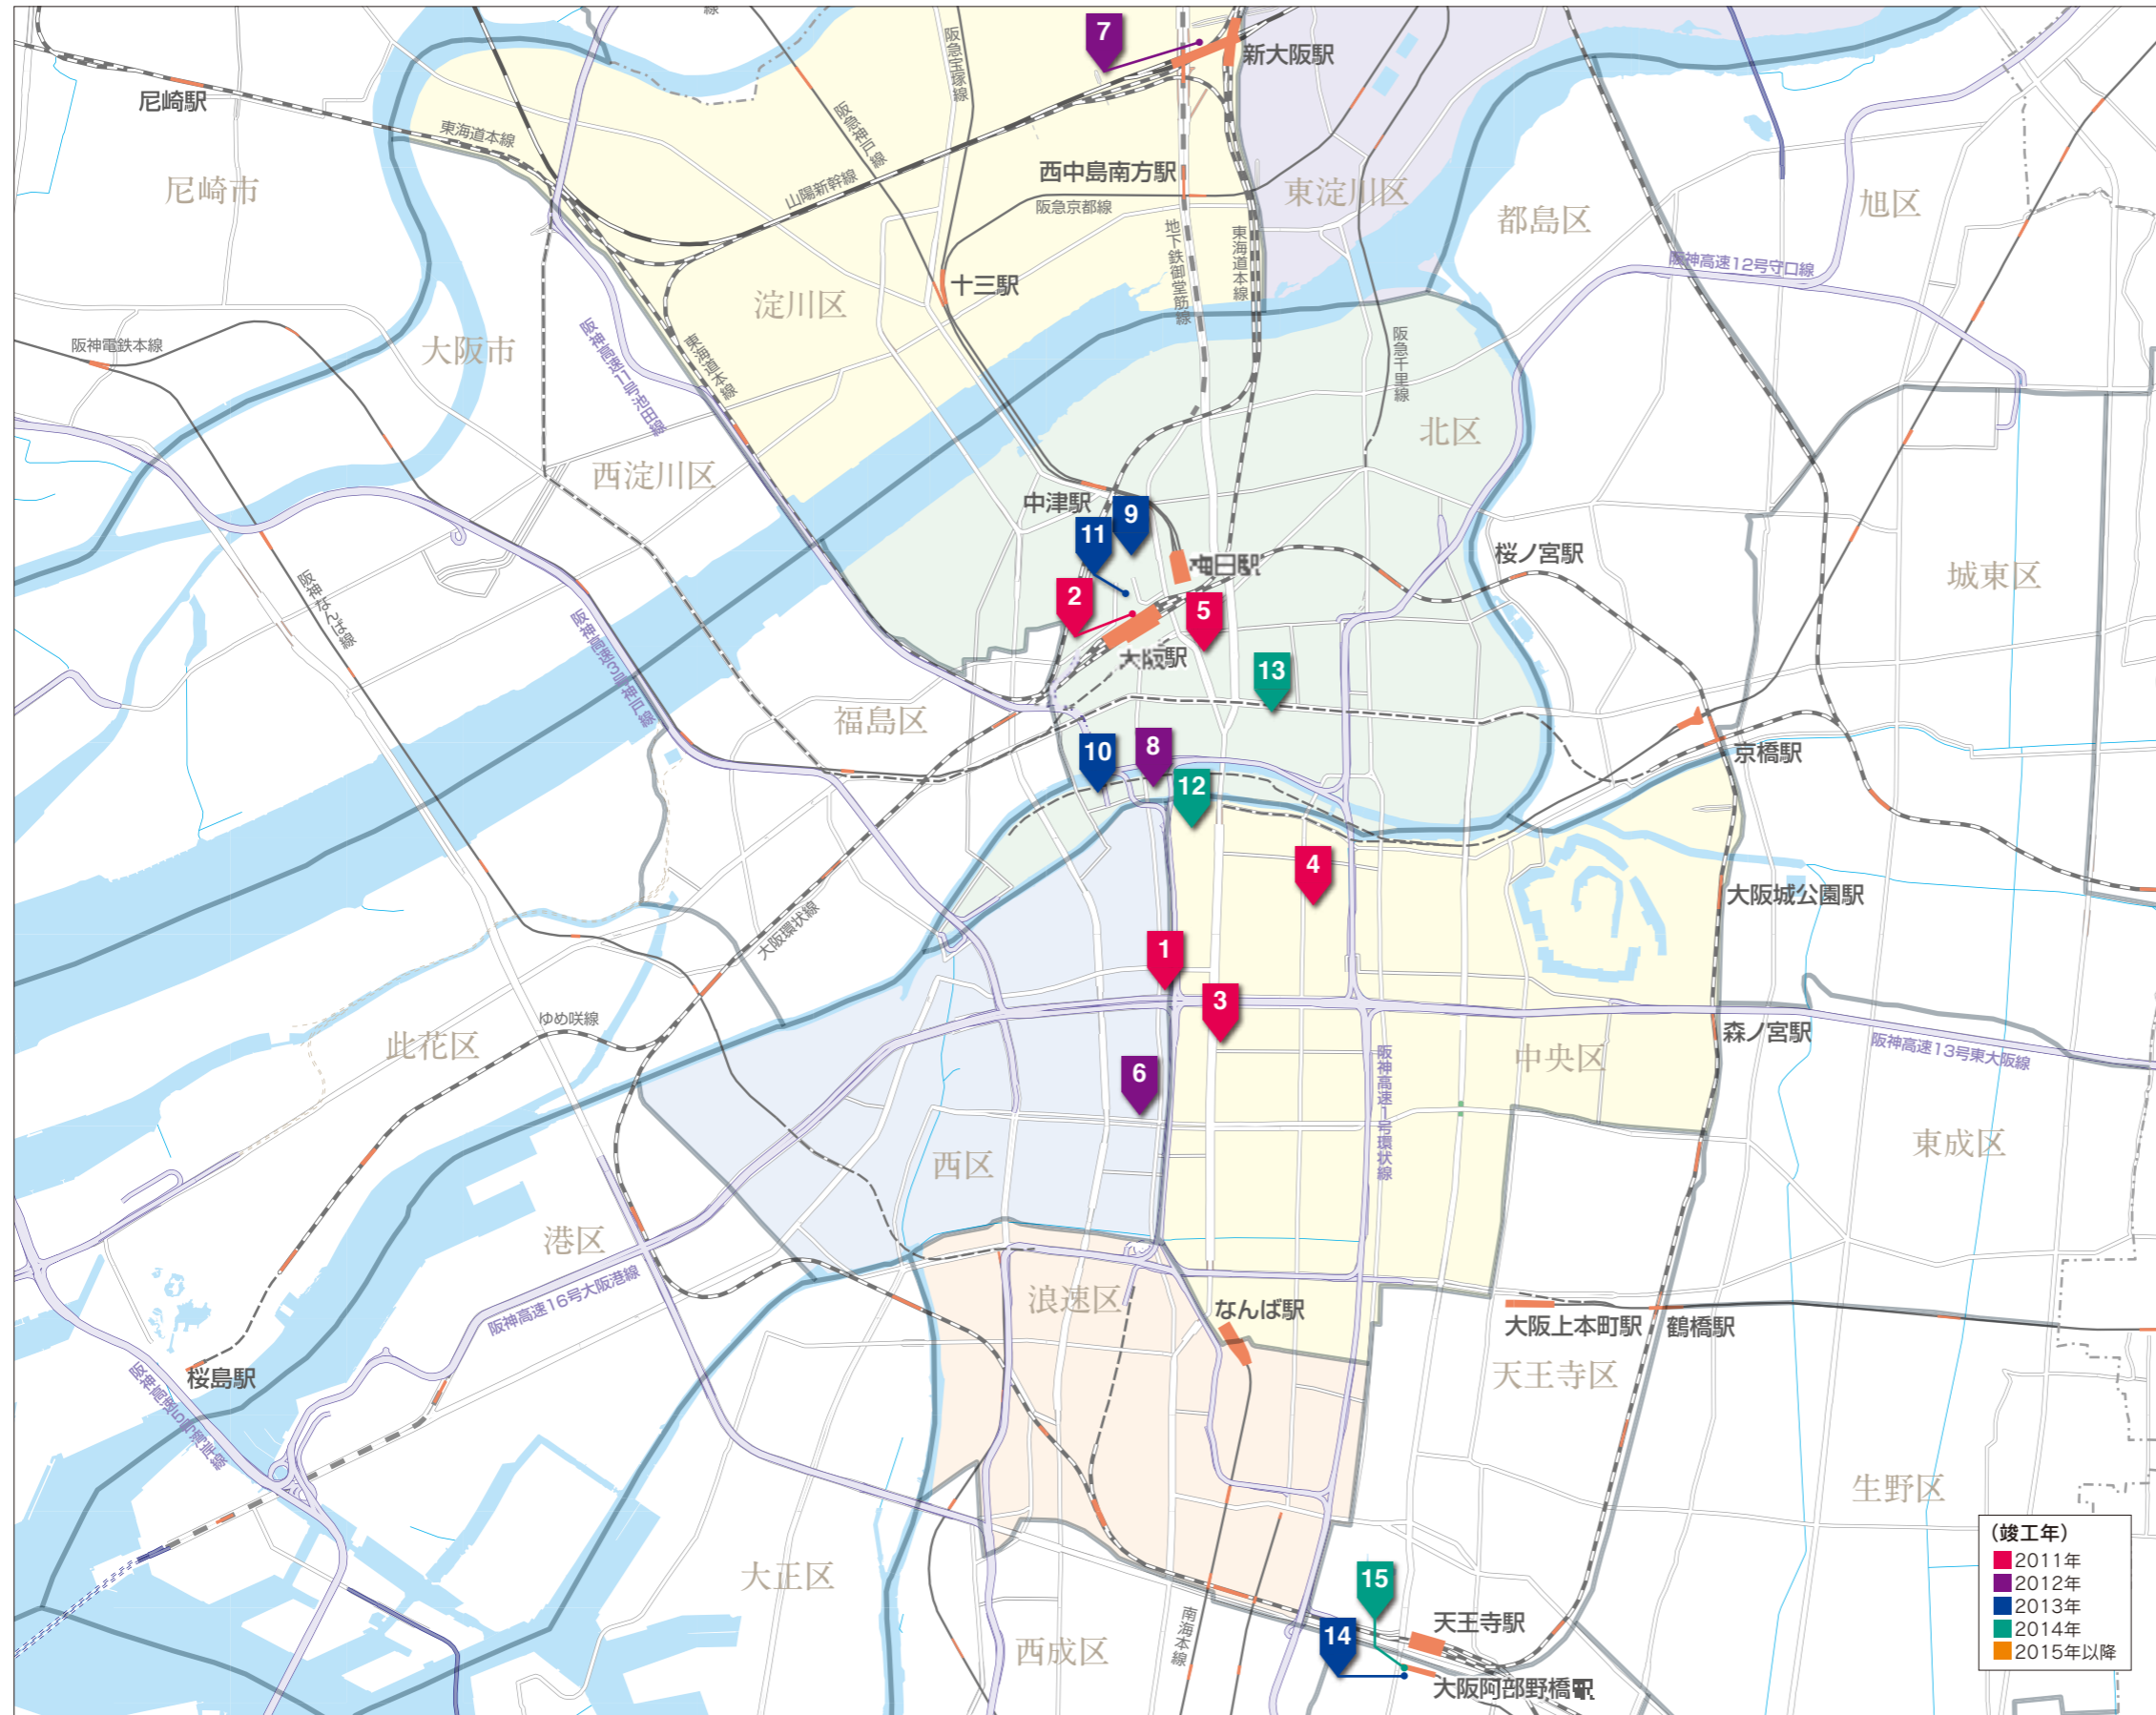 線
7
新大阪駅
阪急宝塚線
尼崎駅
東海道本線
阪急神戸線
尼崎市
西中島南方駅
山陽新幹線
阪急京都線
東淀川区
都島区
旭区
地下鉄御堂筋線
東海道本線
阪神高速12号守口線
十三駅
淀川区
大阪市
阪神電鉄本線
阪神高速11号池田線
東海道本線
阪急千里線
北区
西淀川区
中津駅
9
11
梅田駅
桜ノ宮駅
城東区
2
5
大阪駅
阪神なんば線
阪神高速3号神戸線
13
福島区
10
8
12
京橋駅
4
大阪城公園駅
大阪環状線
1
3
ゆめ咲線
此花区
森ノ宮駅
阪神高速13号東大阪線
中央区
6
阪神高速1号環状線
西区
東成区
港区
阪神高速16号大阪港線
浪速区
なんば駅
大阪上本町駅
鶴橋駅
桜島駅
天王寺区
阪神高速5号湾岸線
生野区
大正区
15
14
天王寺駅
西成区
南海本線
大阪阿部野橋駅
(竣工年)
2011年
2012年
2013年
2014年
2015年以降